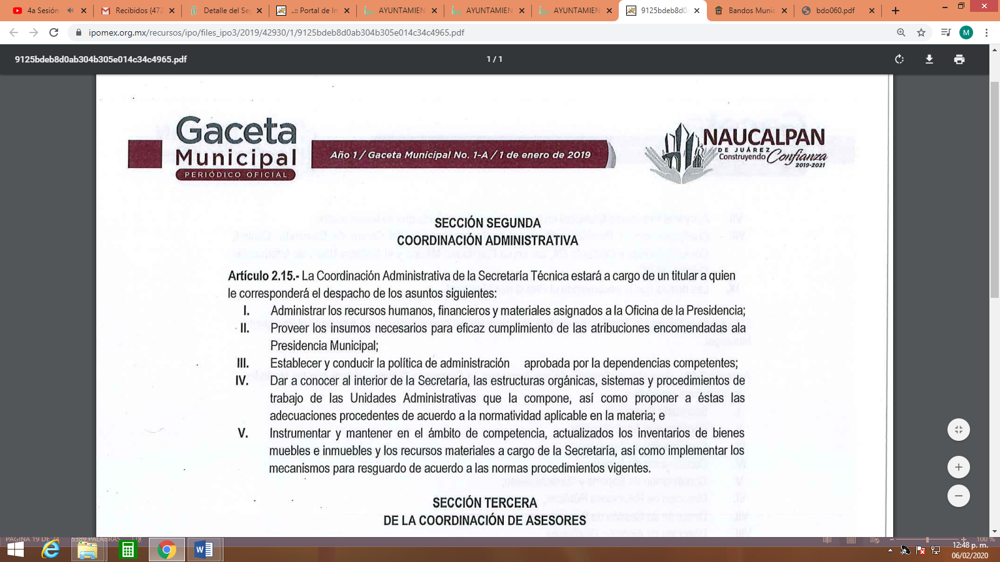 4a Sesión
Recibidos (472
Detalle del Se
..:: Portal de In
AYUNTAMIEN
AYUNTAMIEN
AYUNTAMIEN
9125bdeb8d0
Bandos Munic
bdo060.pdf
ipomex.org.mx/recursos/ipo/files_ipo3/2019/42930/1/9125bdeb8d0ab304b305e014c34c4965.pdf
M
9125bdeb8d0ab304b305e014c34c4965.pdf
1 / 1
Gaceta
Municipal
PERIÓDICO OFICIAL
Año 1 / Gaceta Municipal No. 1-A / 1 de enero de 2019
NAUCALPAN
DE JUÁREZ
Construyendo Confianza
2019-2021
SECCIÓN SEGUNDA
COORDINACIÓN ADMINISTRATIVA
Artículo 2.15.- La Coordinación Administrativa de la Secretaría Técnica estará a cargo de un titular a quien
le corresponderá el despacho de los asuntos siguientes:
I. Administrar los recursos humanos, financieros y materiales asignados a la Oficina de la Presidencia;
II. Proveer los insumos necesarios para eficaz cumplimiento de las atribuciones encomendadas ala
Presidencia Municipal;
III. Establecer y conducir la política de administración aprobada por la dependencias competentes;
IV. Dar a conocer al interior de la Secretaría, las estructuras orgánicas, sistemas y procedimientos de
trabajo de las Unidades Administrativas que la compone, así como proponer a éstas las
adecuaciones procedentes de acuerdo a la normatividad aplicable en la materia; e
V. Instrumentar y mantener en el ámbito de competencia, actualizados los inventarios de bienes
muebles e inmuebles y los recursos materiales a cargo de la Secretaría, así como implementar los
mecanismos para resguardo de acuerdo a las normas procedimientos vigentes.
SECCIÓN TERCERA
DE LA COORDINACIÓN DE ASESORES
PÁGINA 19 DE 24 5389 PALABRAS
100 %
12:48 p. m.
06/02/2020